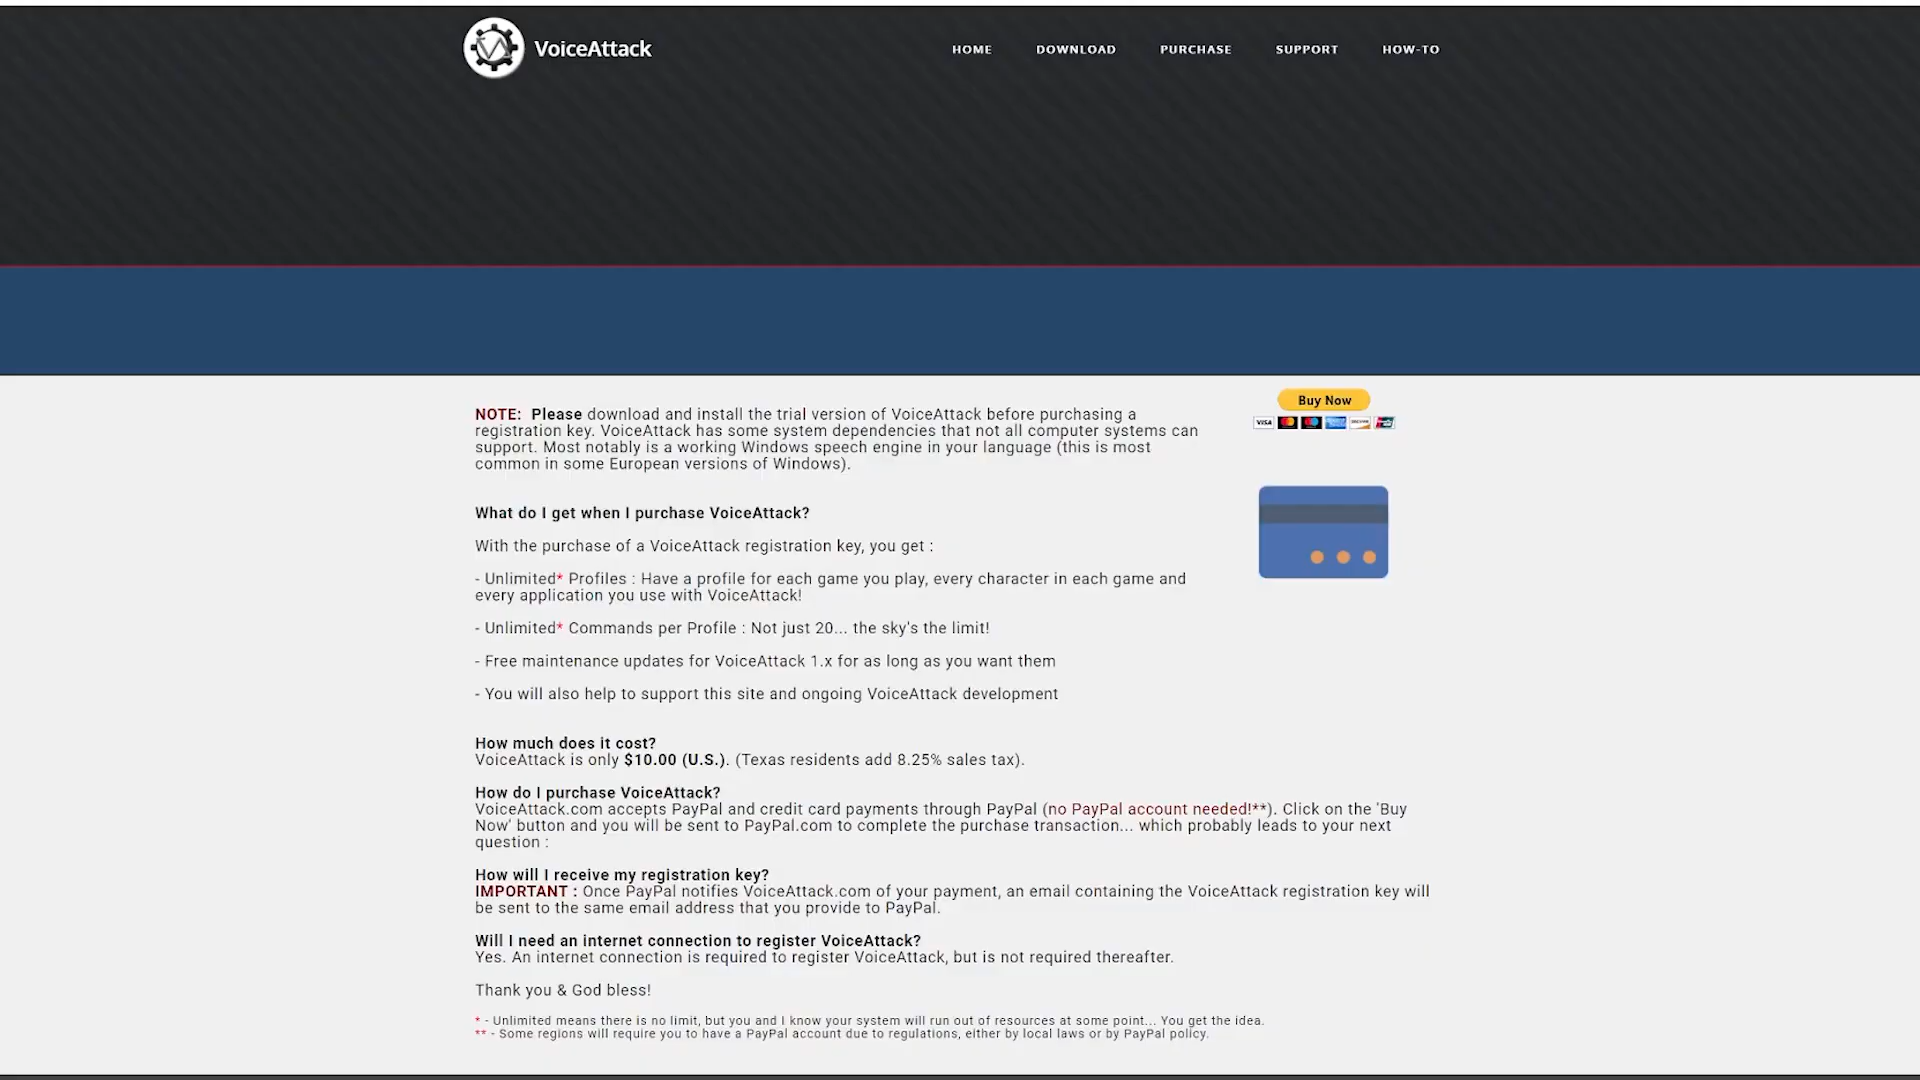 VoiceAttack
HOME DOWNLOAD PURCHASE SUPPORT HOW-TO
Buy Now
VISA
NOTE: Please download and install the trial version of VoiceAttack before purchasing a
registration key. VoiceAttack has some system dependencies that not all computer systems can
support. Most notably is a working Windows speech engine in your language (this is most
common in some European versions of Windows).
What do I get when I purchase VoiceAttack?
With the purchase of a VoiceAttack registration key, you get :
- Unlimited* Profiles : Have a profile for each game you play, every character in each game and
every application you use with VoiceAttack!
- Unlimited* Commands per Profile : Not just 20... the sky's the limit!
- Free maintenance updates for VoiceAttack 1.x for as long as you want them
- You will also help to support this site and ongoing VoiceAttack development
How much does it cost?
VoiceAttack is only $10.00 (U.S.). (Texas residents add 8.25% sales tax).
How do I purchase VoiceAttack?
VoiceAttack.com accepts PayPal and credit card payments through PayPal (no PayPal account needed!**). Click on the 'Buy
Now' button and you will be sent to PayPal.com to complete the purchase transaction... which probably leads to your next
question :
How will I receive my registration key?
IMPORTANT : Once PayPal notifies VoiceAttack.com of your payment, an email containing the VoiceAttack registration key will
be sent to the same email address that you provide to PayPal.
Will I need an internet connection to register VoiceAttack?
Yes. An internet connection is required to register VoiceAttack, but is not required thereafter.
Thank you & God bless!
* - Unlimited means there is no limit, but you and I know your system will run out of resources at some point... You get the idea.
** - Some regions will require you to have a PayPal account due to regulations, either by local laws or by PayPal policy.